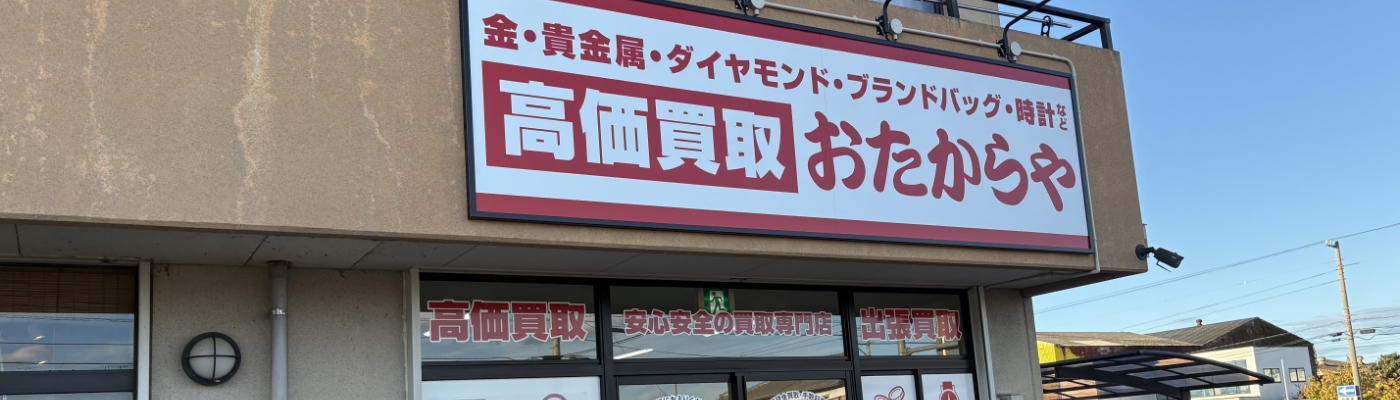 金・貴金属・ダイヤモンド・ブランドバッグ・時計など
高価買取 おたからや
高価買取
安心安全の買取専門店
出張買取